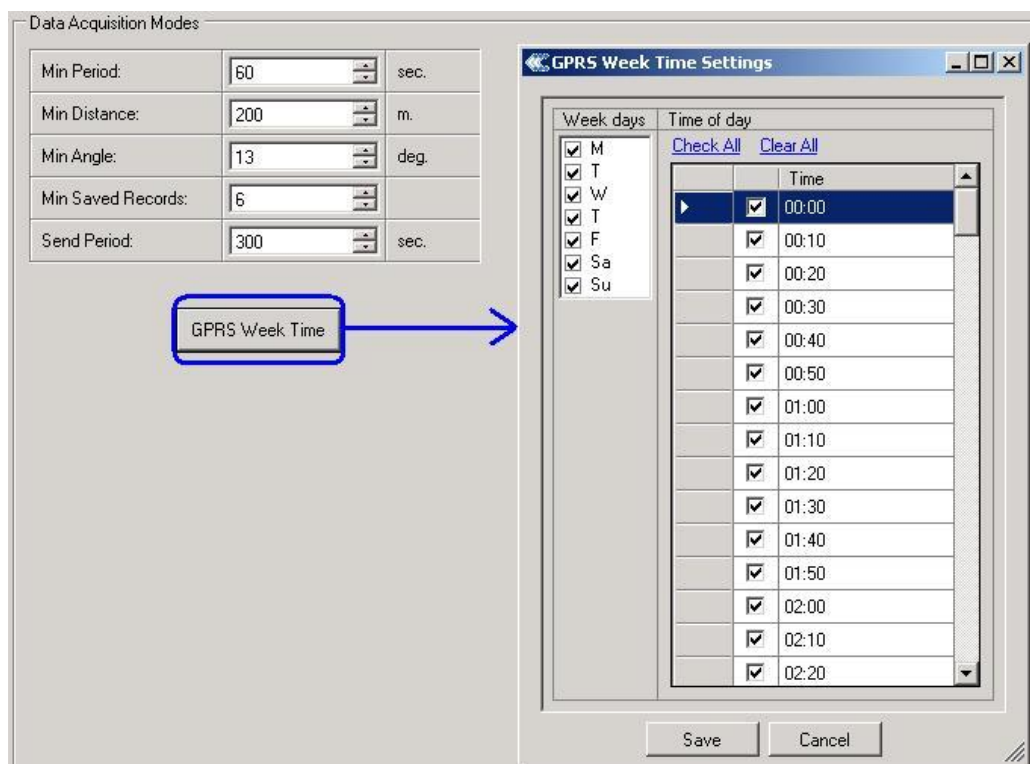 Data Acquisition Modes
Min Period: 60 sec.
Min Distance: 200 m.
Min Angle: 13 deg.
Min Saved Records: 6
Send Period: 300 sec.
GPRS Week Time
GPRS Week Time Settings
Week days
M
T
W
T
F
Sa
Su
Time of day
Check All Clear All
Time
00:00
00:10
00:20
00:30
00:40
00:50
01:00
01:10
01:20
01:30
01:40
01:50
02:00
02:10
02:20
Save Cancel